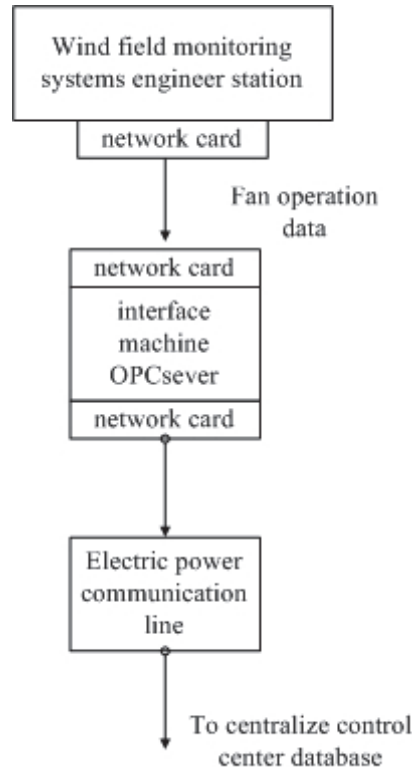 Wind field monitoring
systems engineer station
network card
Fan operation
data
network card
interface
machine
OPCsever
network card
Electric power
communication
line
To centralize control
center database